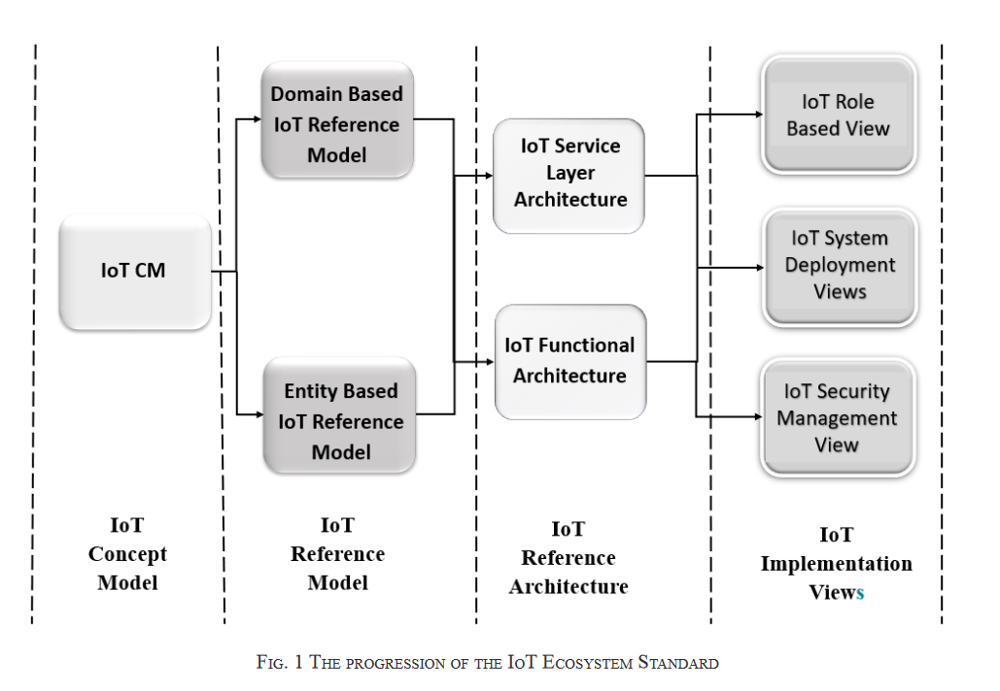 IoT CM
Domain Based
IoT Reference
Model
Entity Based
IoT Reference
Model
IoT Service
Layer
Architecture
IoT Functional
Architecture
IoT Role
Based View
IoT System
Deployment
Views
IoT Security
Management
View
IoT
Concept
Model
IoT
Reference
Model
IoT
Reference
Architecture
IoT
Implementation
Views
Fig. 1 The progression of the IoT Ecosystem Standard